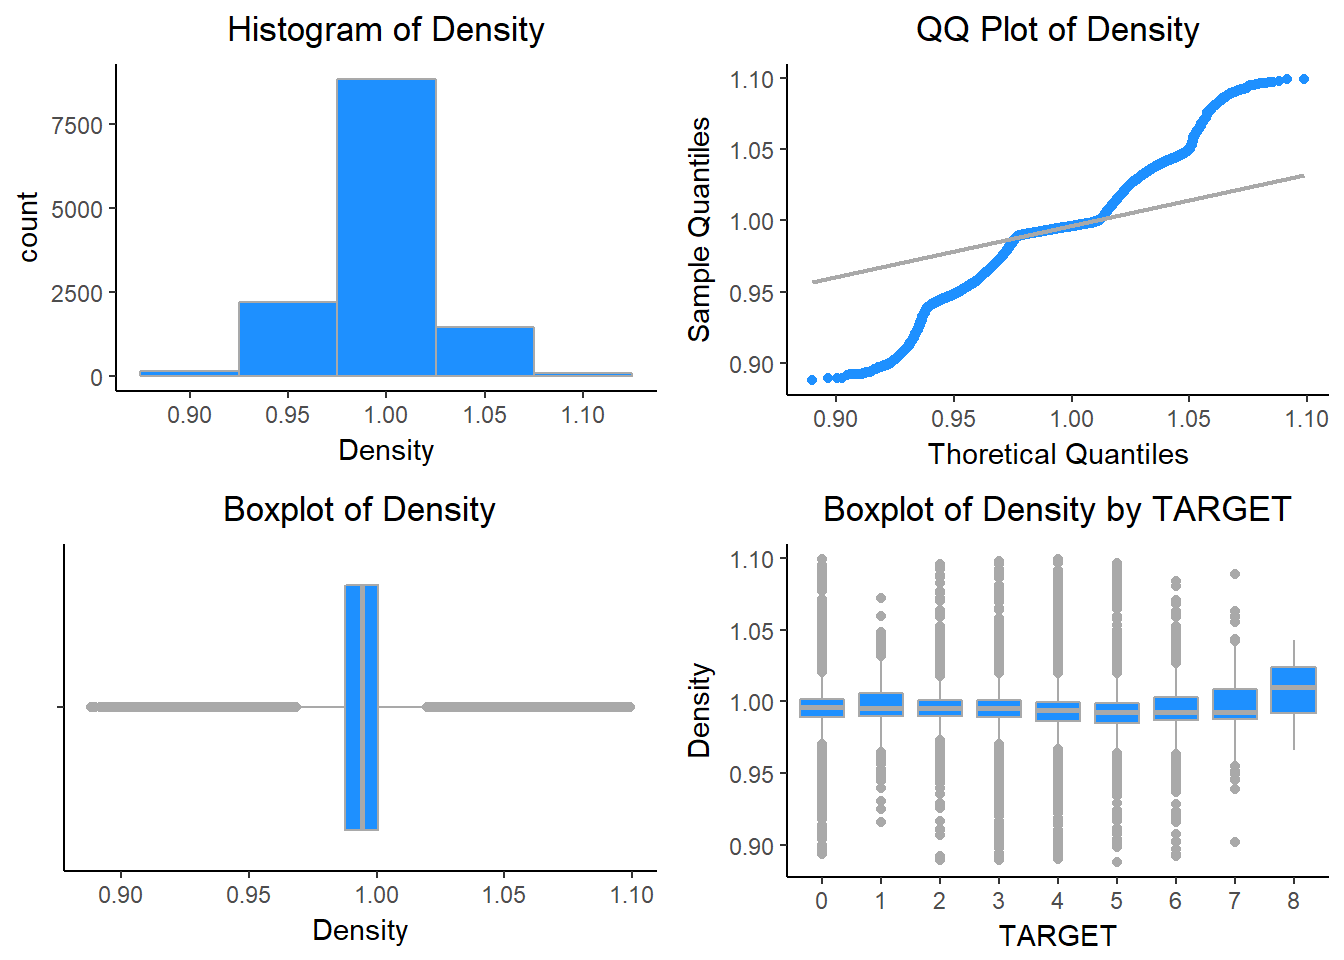 Histogram of Density
7500
5000
2500
0
count
0.90 0.95 1.00 1.05 1.10
Density
QQ Plot of Density
1.10
1.05
1.00
0.95
0.90
Sample Quantiles
0.90 0.95 1.00 1.05 1.10
Thoretical Quantiles
Boxplot of Density
0.90 0.95 1.00 1.05 1.10
Density
Boxplot of Density by TARGET
1.10
1.05
1.00
0.95
0.90
Density
0 1 2 3 4 5 6 7 8
TARGET